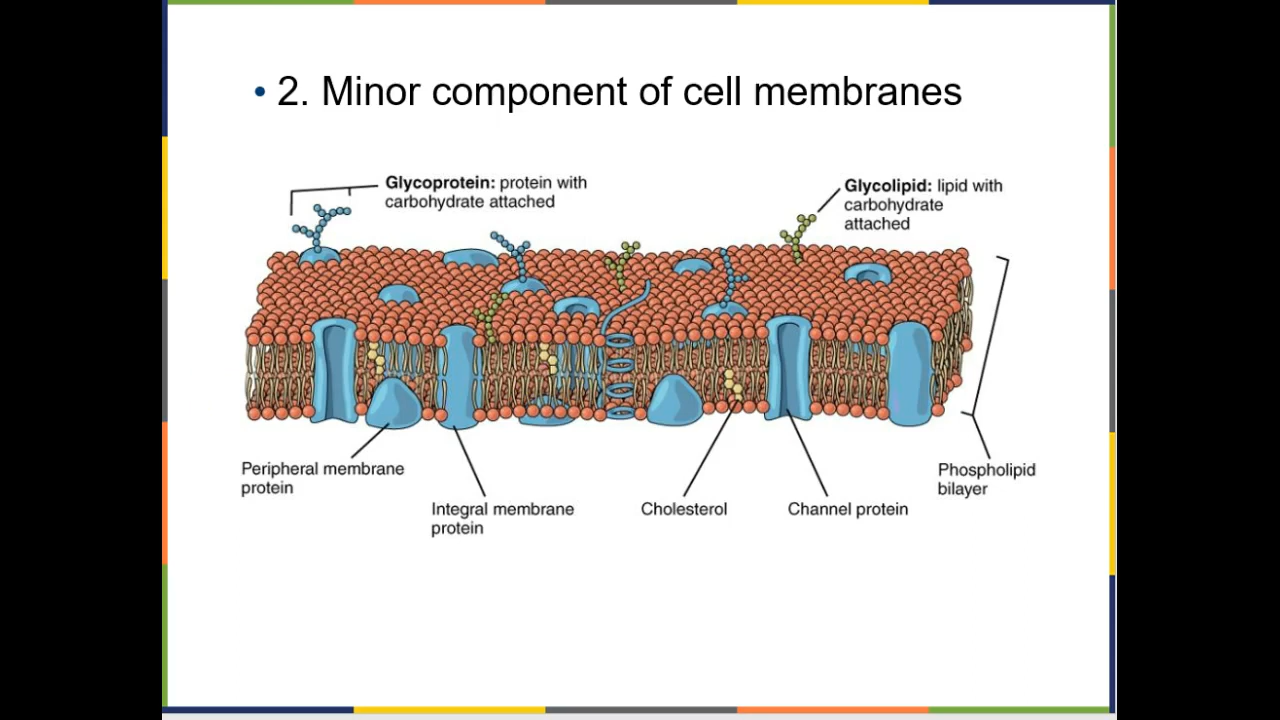 • 2. Minor component of cell membranes
Glycoprotein: protein with
carbohydrate attached
Glycolipid: lipid with
carbohydrate
attached
Peripheral membrane
protein
Integral membrane
protein
Cholesterol
Channel protein
Phospholipid
bilayer